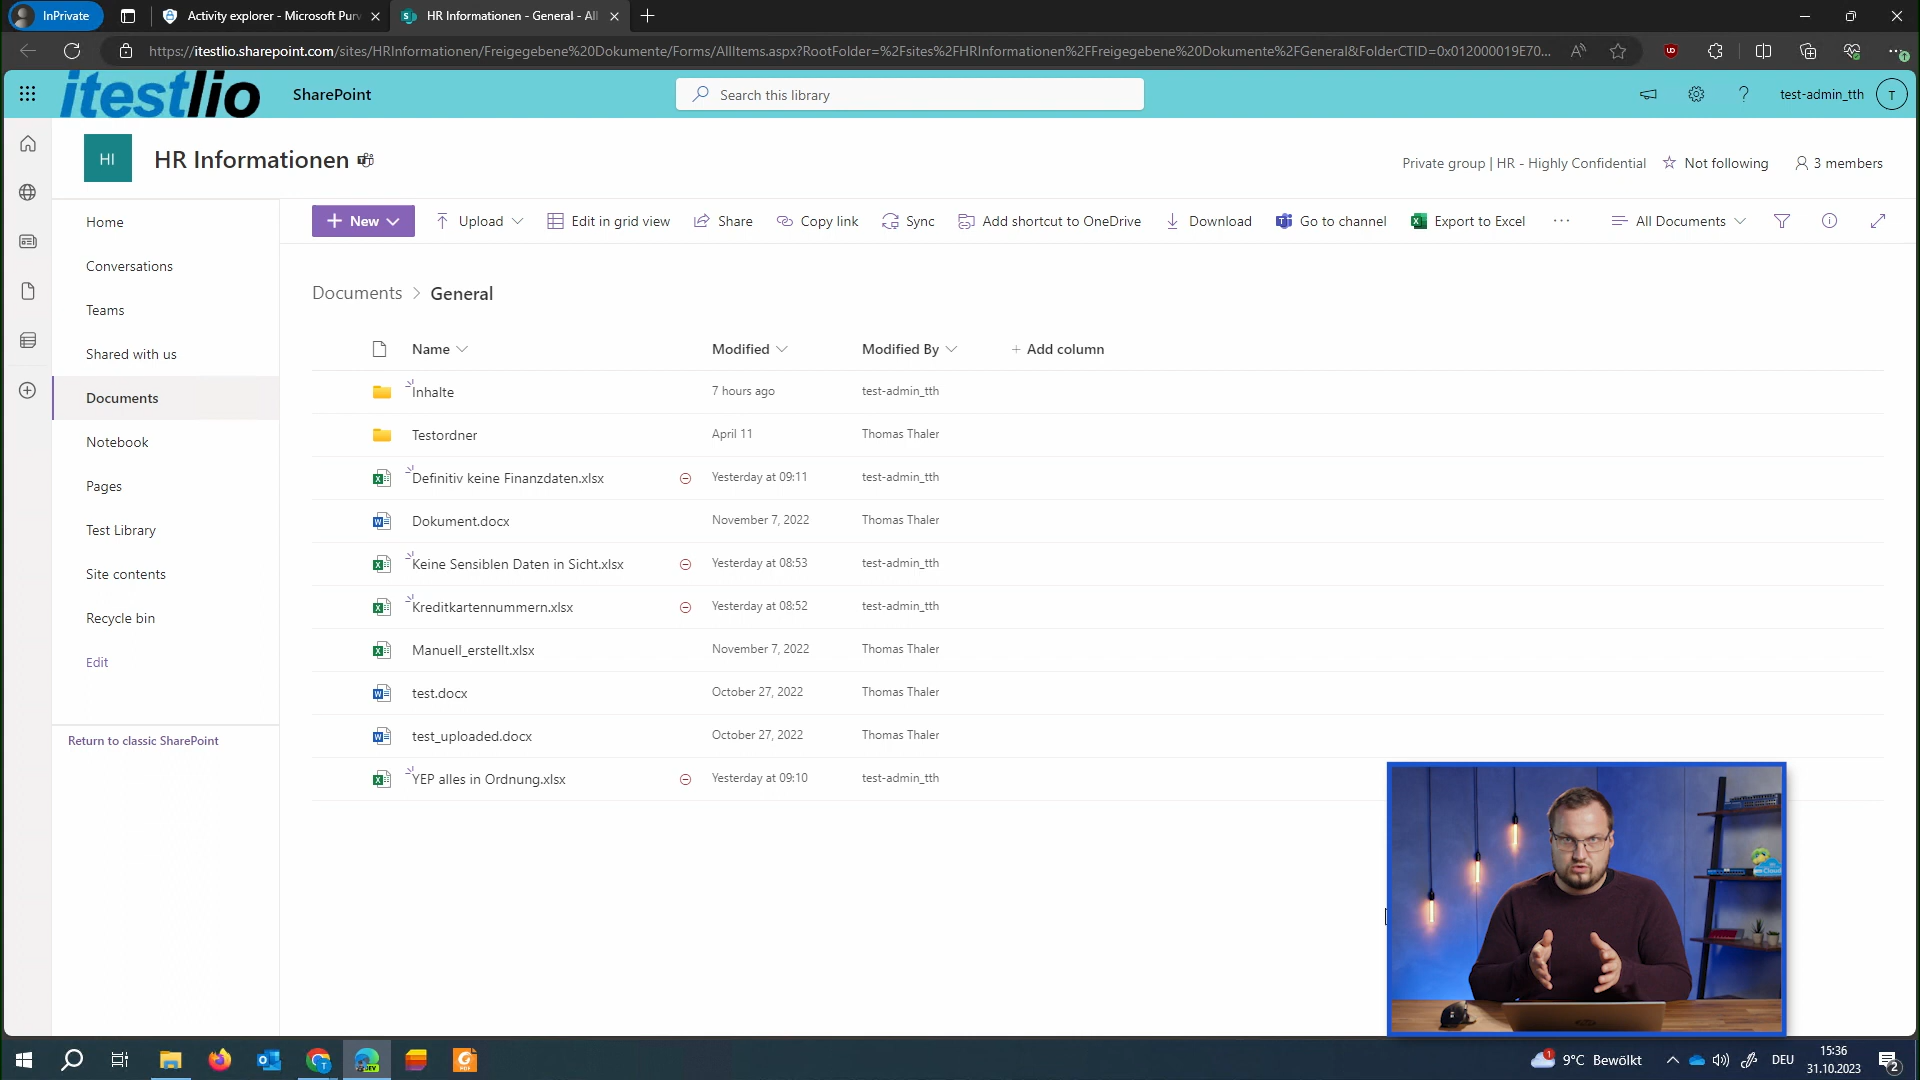 InPrivate
Activity explorer - Microsoft Purv
HR Informationen - General - All
https://itestlio.sharepoint.com/sites/HRInformationen/Freigegebene%20Dokumente/Forms/AllItems.aspx?RootFolder=%2Fsites%2FHRInformationen%2FFreigegebene%20Dokumente%2FGeneral&FolderCTID=0x012000019E70...
itestlio
SharePoint
Search this library
test-admin_tth
T
HI
HR Informationen
Private group | HR - Highly Confidential
Not following
3 members
Home
Conversations
Teams
Shared with us
Documents
Notebook
Pages
Test Library
Site contents
Recycle bin
Edit
Return to classic SharePoint
New
Upload
Edit in grid view
Share
Copy link
Sync
Add shortcut to OneDrive
Download
Go to channel
Export to Excel
All Documents
Documents > General
Name
Modified
Modified By
+ Add column
Inhalte 7 hours ago test-admin_tth
Testordner April 11 Thomas Thaler
Definitiv keine Finanzdaten.xlsx Yesterday at 09:11 test-admin_tth
Dokument.docx November 7, 2022 Thomas Thaler
Keine Sensiblen Daten in Sicht.xlsx Yesterday at 08:53 test-admin_tth
Kreditkartennummern.xlsx Yesterday at 08:52 test-admin_tth
Manuell_erstellt.xlsx November 7, 2022 Thomas Thaler
test.docx October 27, 2022 Thomas Thaler
test_uploaded.docx October 27, 2022 Thomas Thaler
YEP alles in Ordnung.xlsx Yesterday at 09:10 test-admin_tth
9°C Bewölkt
DEU
15:36
31.10.2023
2